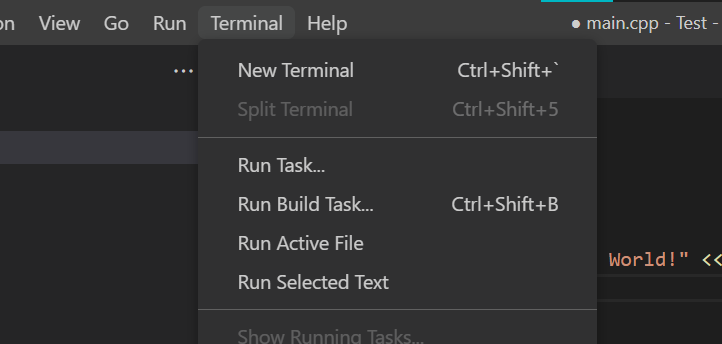 on View Go Run Terminal Help ● main.cpp - Test -
...
New Terminal Ctrl+Shift+`
Split Terminal Ctrl+Shift+5
Run Task...
Run Build Task... Ctrl+Shift+B
Run Active File
World!" <<
Run Selected Text
Show Running Tasks...